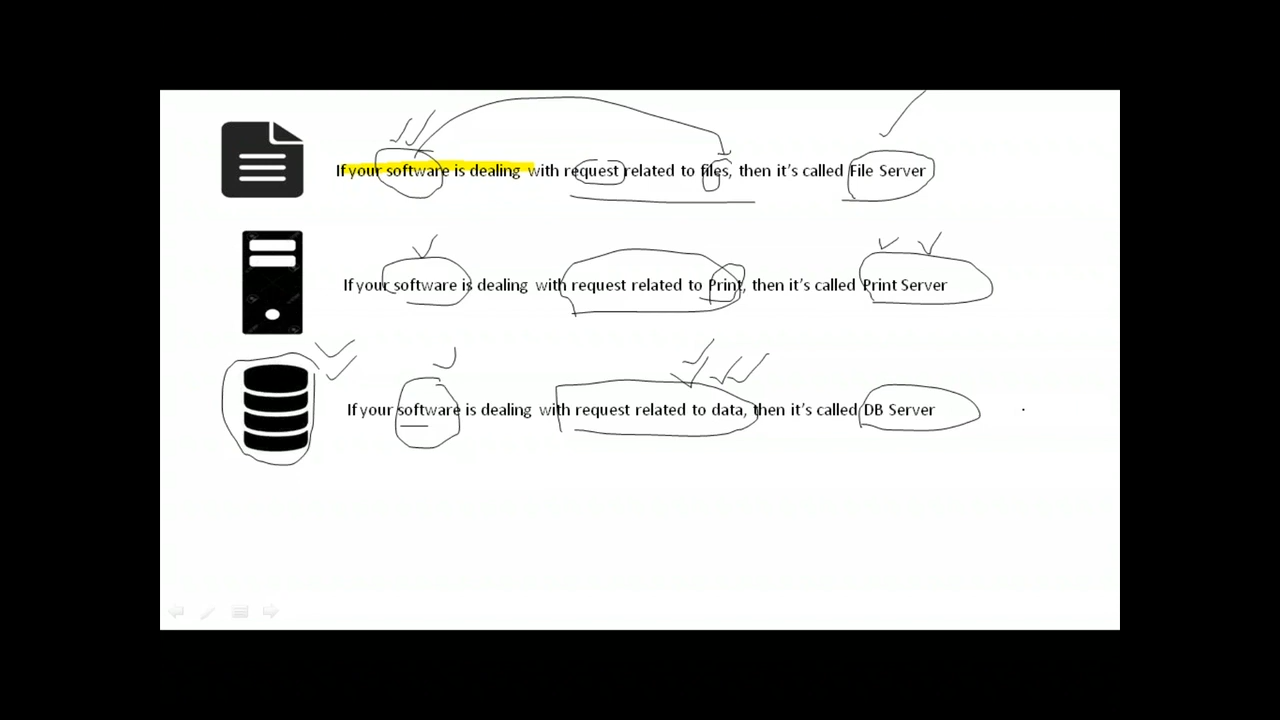 If your software is dealing with request related to files, then it's called File Server
If your software is dealing with request related to Print, then it's called Print Server
If your software is dealing with request related to data, then it's called DB Server